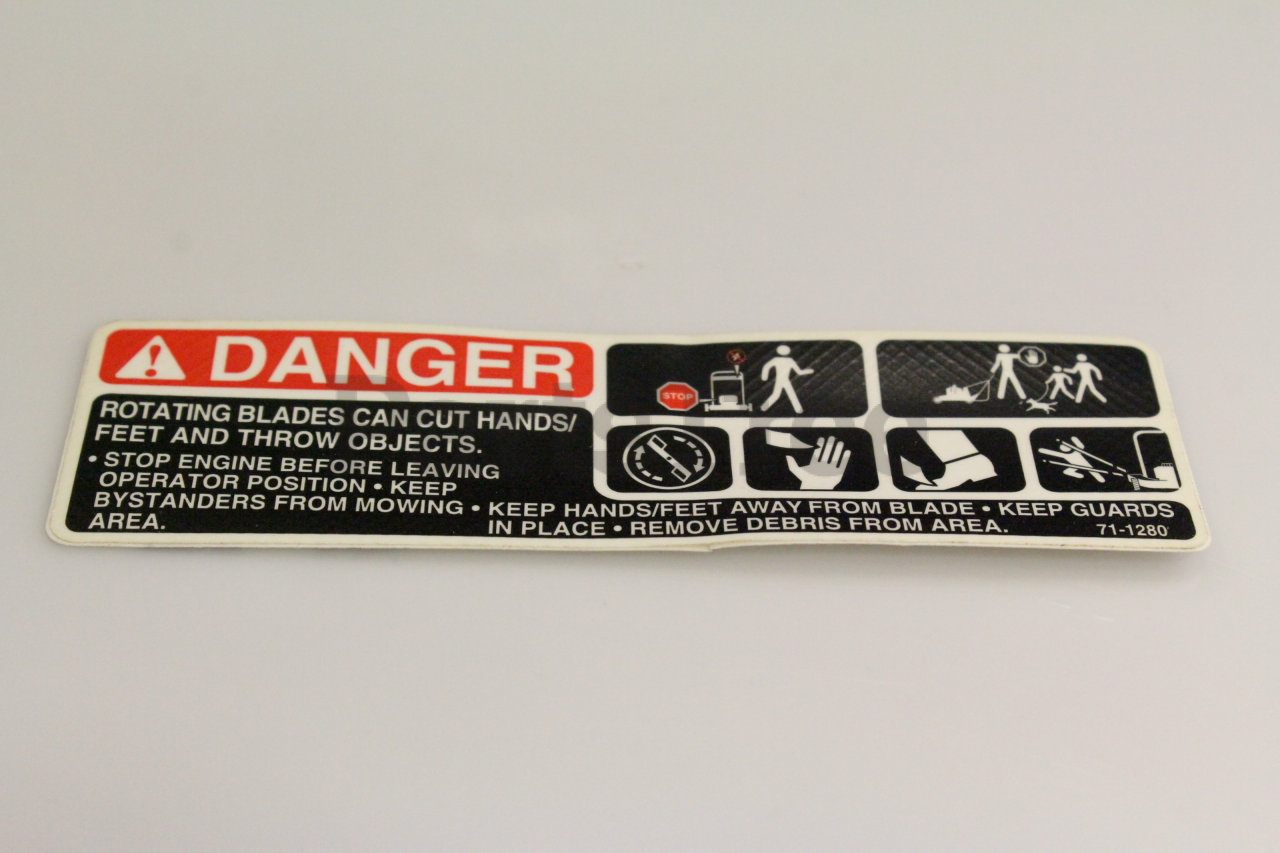 DANGER
ROTATING BLADES CAN CUT HANDS/
FEET AND THROW OBJECTS.
• STOP ENGINE BEFORE LEAVING
OPERATOR POSITION • KEEP
BYSTANDERS FROM MOWING • KEEP HANDS/FEET AWAY FROM BLADE • KEEP GUARDS
AREA. IN PLACE • REMOVE DEBRIS FROM AREA.
71-1280
STOP